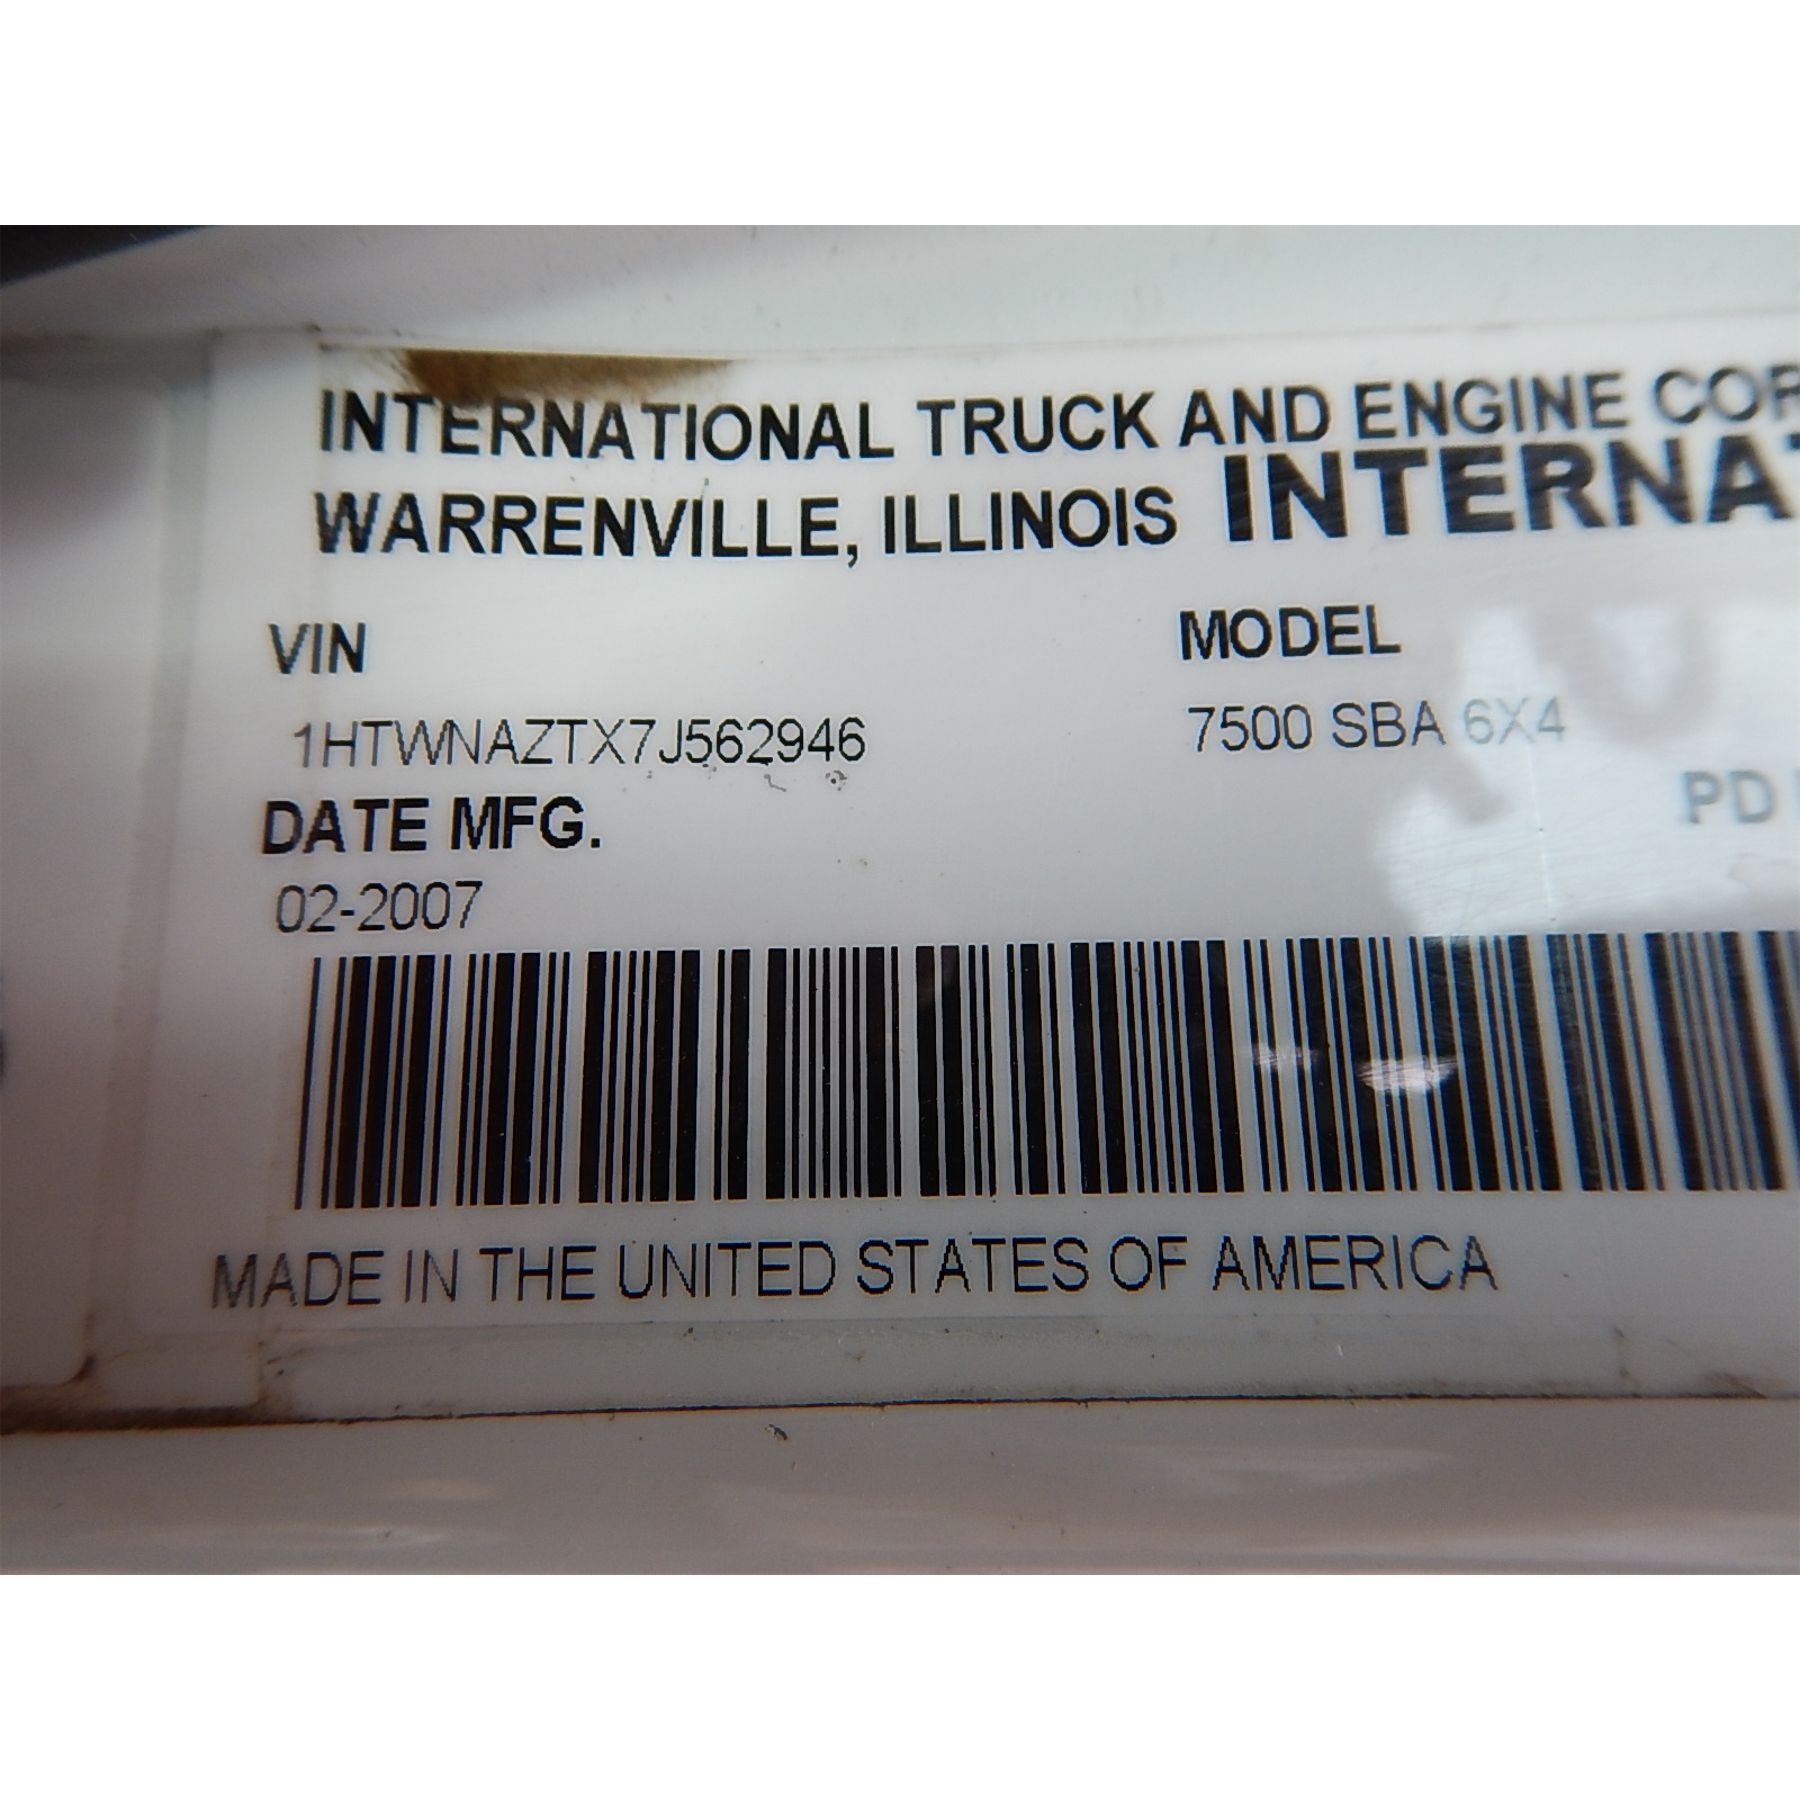 INTERNATIONAL TRUCK AND ENGINE COR
WARRENVILLE, ILLINOIS INTERNAT
VIN MODEL
1HTWNAZTX7J562946 7500 SBA 6X4
PD
DATE MFG.
02-2007
MADE IN THE UNITED STATES OF AMERICA